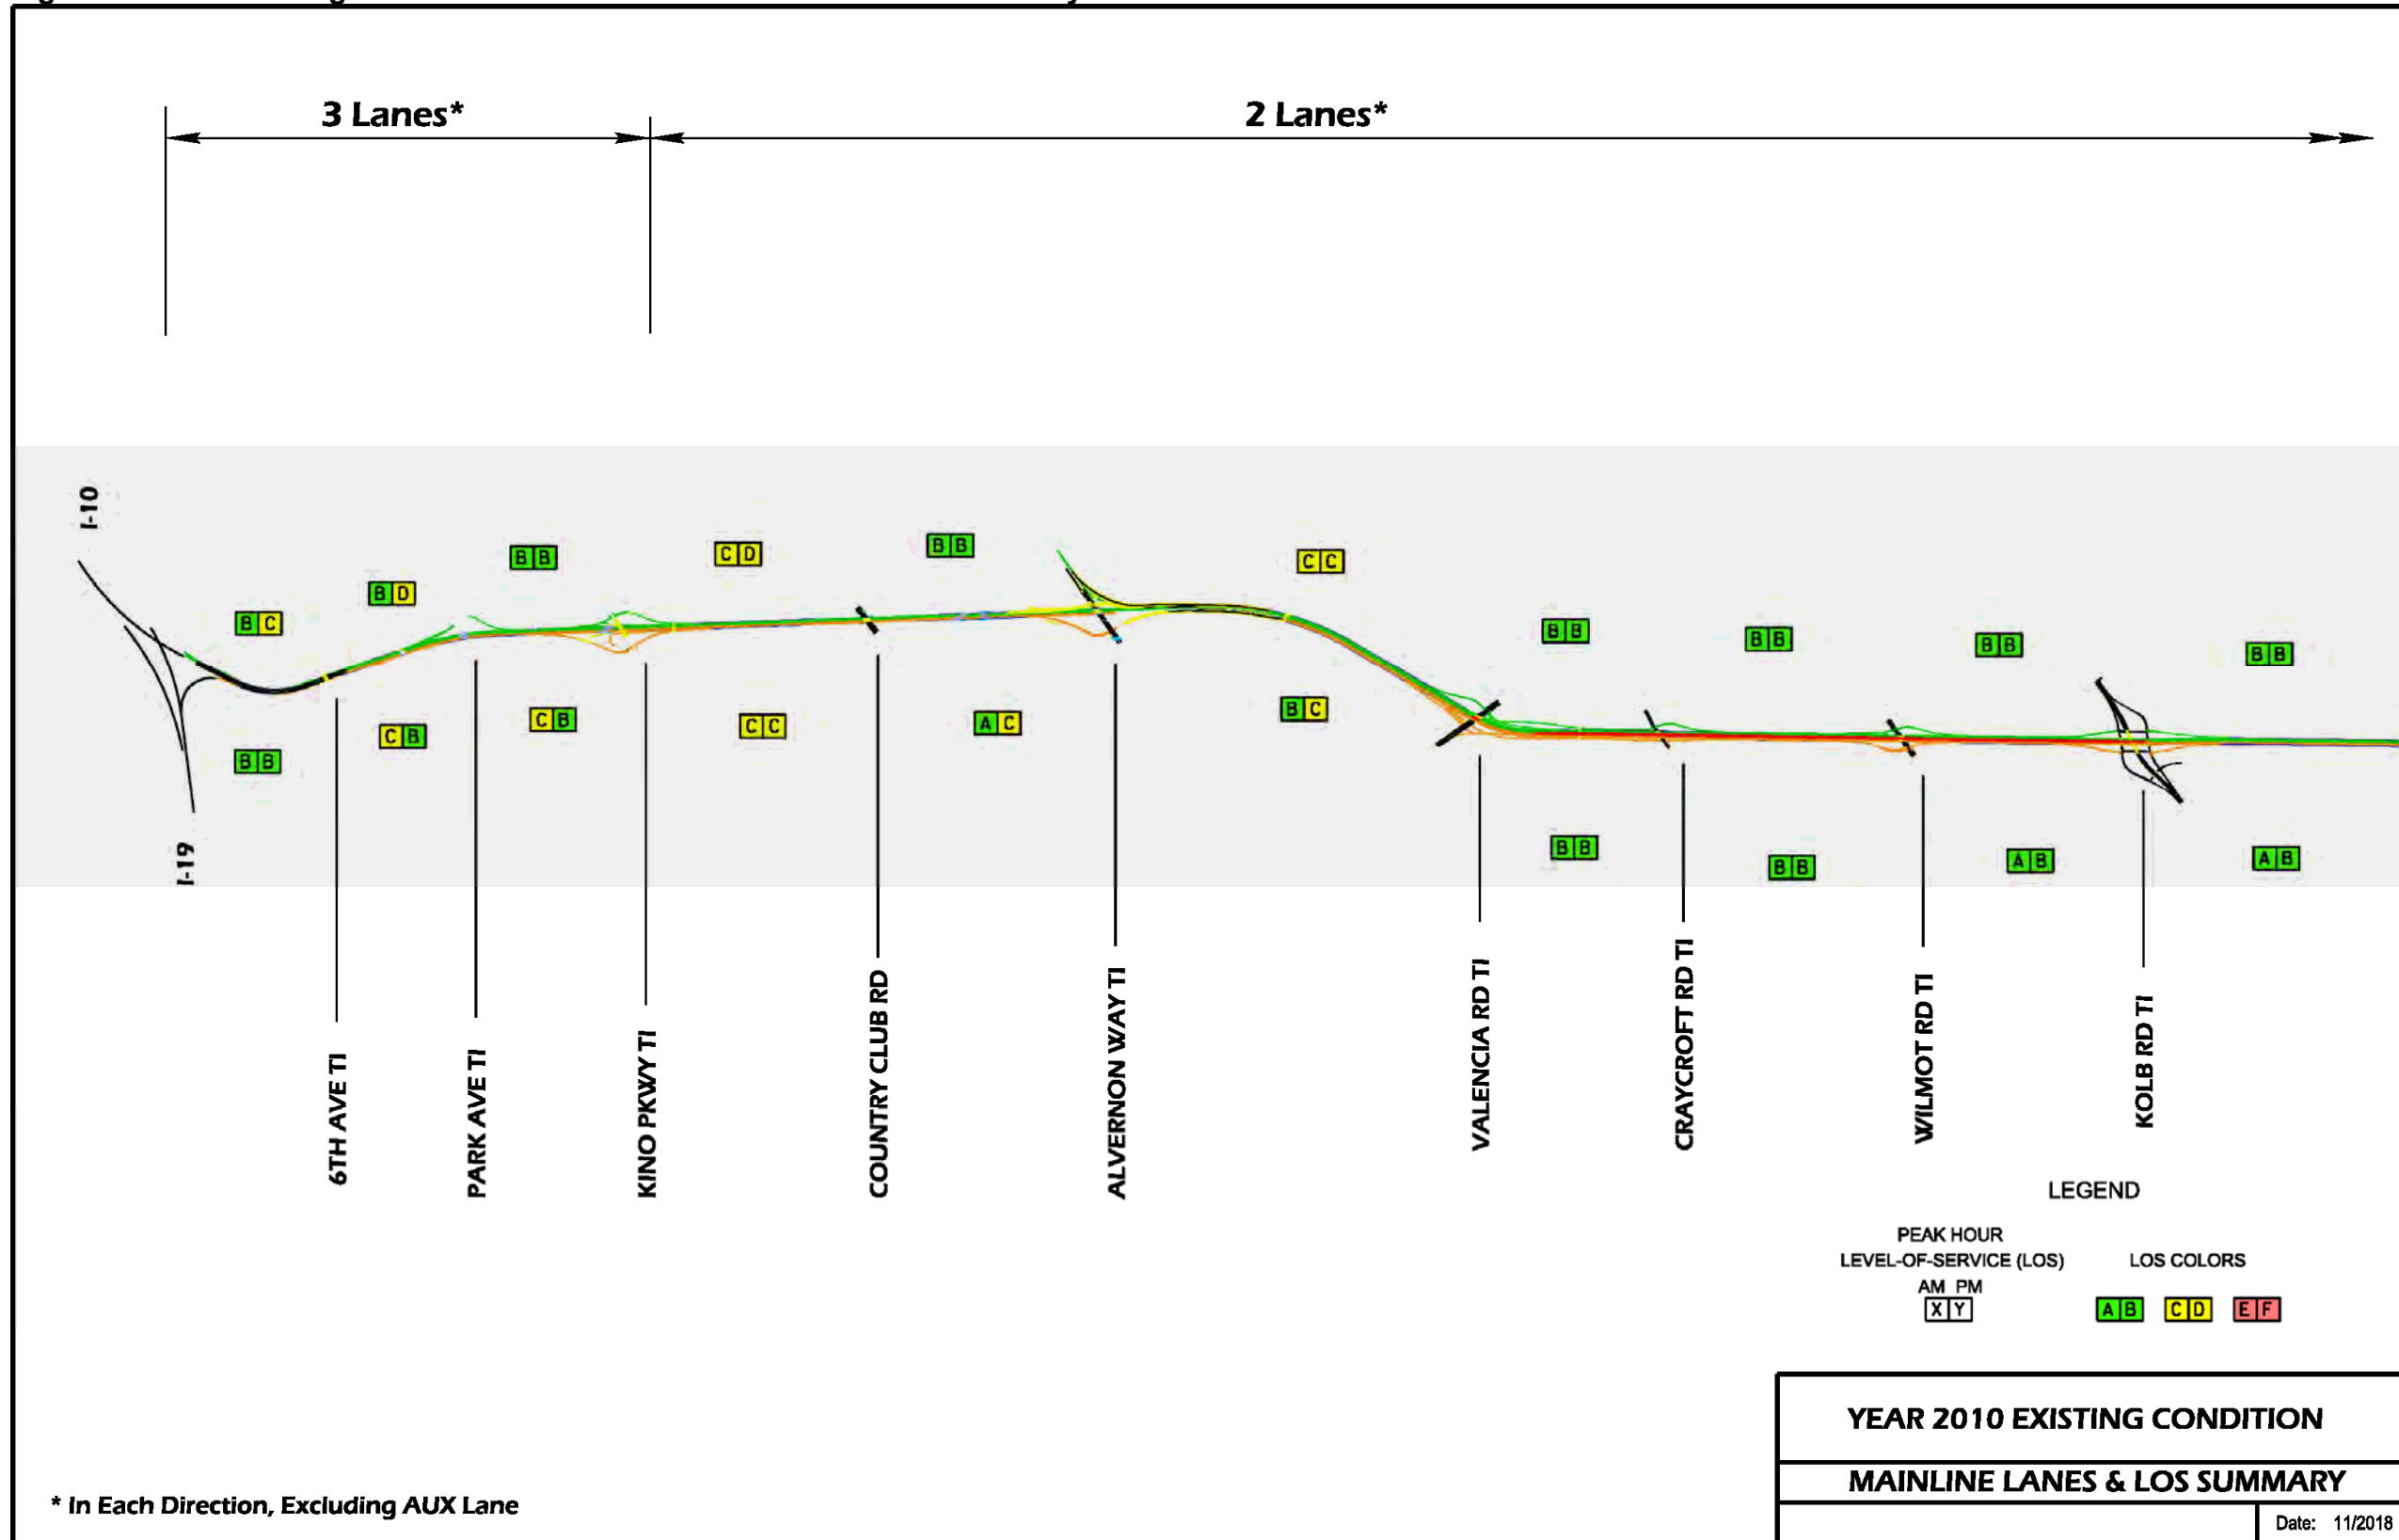 3 Lanes*
2 Lanes*
I-10
I-19
B C
B D
B B
C D
B B
C C
B B
B B
B B
B B
B B
C B
C B
C C
A C
B C
B B
B B
A B
A B
6TH AVE TI
PARK AVE TI
KINO PKWY TI
COUNTRY CLUB RD
ALVERNON WAY TI
VALENCIA RD TI
CRAYCROFT RD TI
WILMOT RD TI
KOLB RD TI
LEGEND
PEAK HOUR
LEVEL-OF-SERVICE (LOS)
AM PM
X Y
LOS COLORS
A B C D E F
YEAR 2010 EXISTING CONDITION
MAINLINE LANES & LOS SUMMARY
Date: 11/2018
* In Each Direction, Excluding AUX Lane